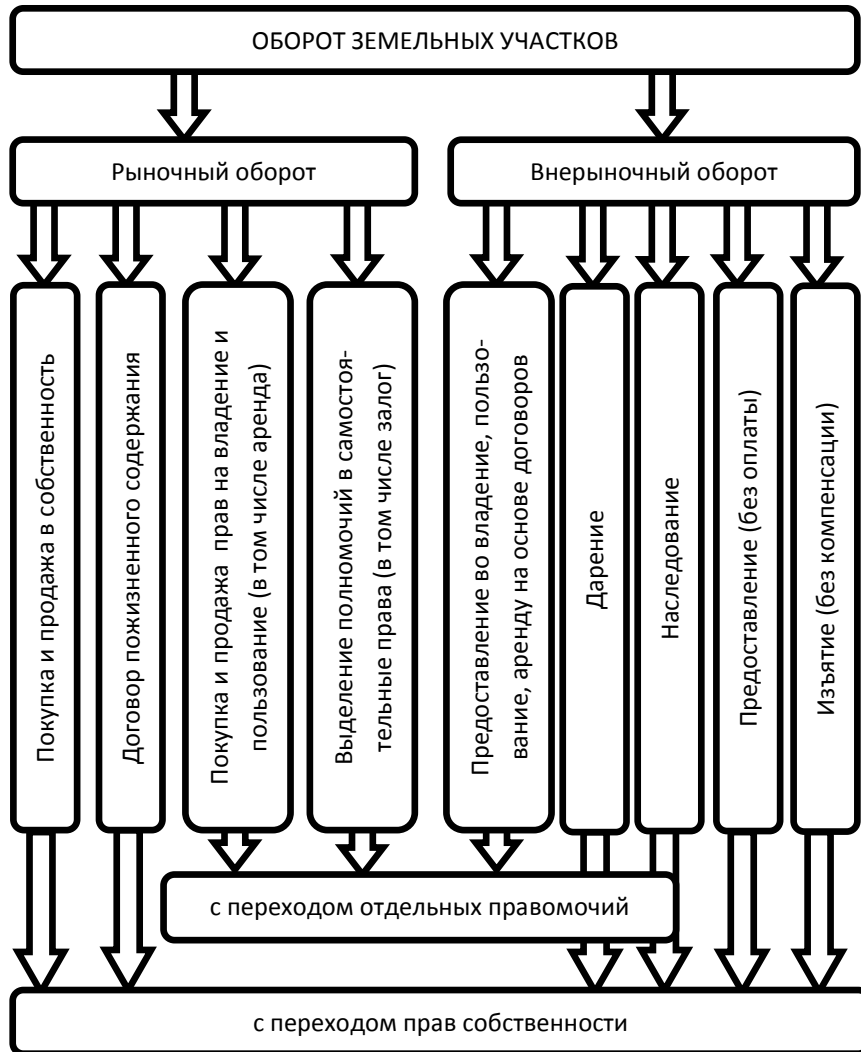 ОБОРОТ ЗЕМЕЛЬНЫХ УЧАСТКОВ
Рыночный оборот
Внерыночный оборот
Покупка и продажа в собственность
Договор пожизненного содержания
Покупка и продажа прав на владение и
пользование (в том числе аренда)
Выделение полномочий в самостоя-
тельные права (в том числе залог)
Предоставление во владение, пользо-
вание, аренду на основе договоров
Дарение
Наследование
Предоставление (без оплаты)
Изъятие (без компенсации)
с переходом отдельных правомочий
с переходом прав собственности